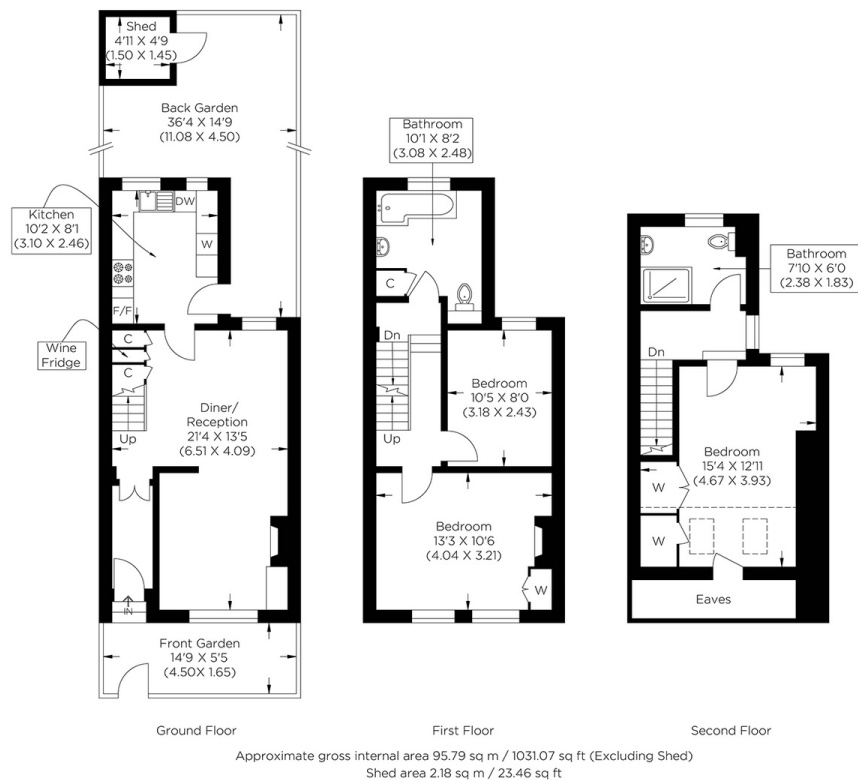 Shed
4'11 X 4'9
(1.50 X 1.45)
Back Garden
36'4 X 14'9
(11.08 X 4.50)
Kitchen
10'2 X 8'1
(3.10 X 2.46)
DW
W
F/F
Wine
Fridge
C
C
Up
Diner/
Reception
21'4 X 13'5
(6.51 X 4.09)
IN
Front Garden
14'9 X 5'5
(4.50X 1.65)
Ground Floor
Bathroom
10'1 X 8'2
(3.08 X 2.48)
C
Dn
Up
Bedroom
10'5 X 8'0
(3.18 X 2.43)
Bedroom
13'3 X 10'6
(4.04 X 3.21)
W
First Floor
Bathroom
7'10 X 6'0
(2.38 X 1.83)
Dn
Bedroom
15'4 X 12'11
(4.67 X 3.93)
W
W
Eaves
Second Floor
Approximate gross internal area 95.79 sq m / 1031.07 sq ft (Excluding Shed)
Shed area 2.18 sq m / 23.46 sq ft